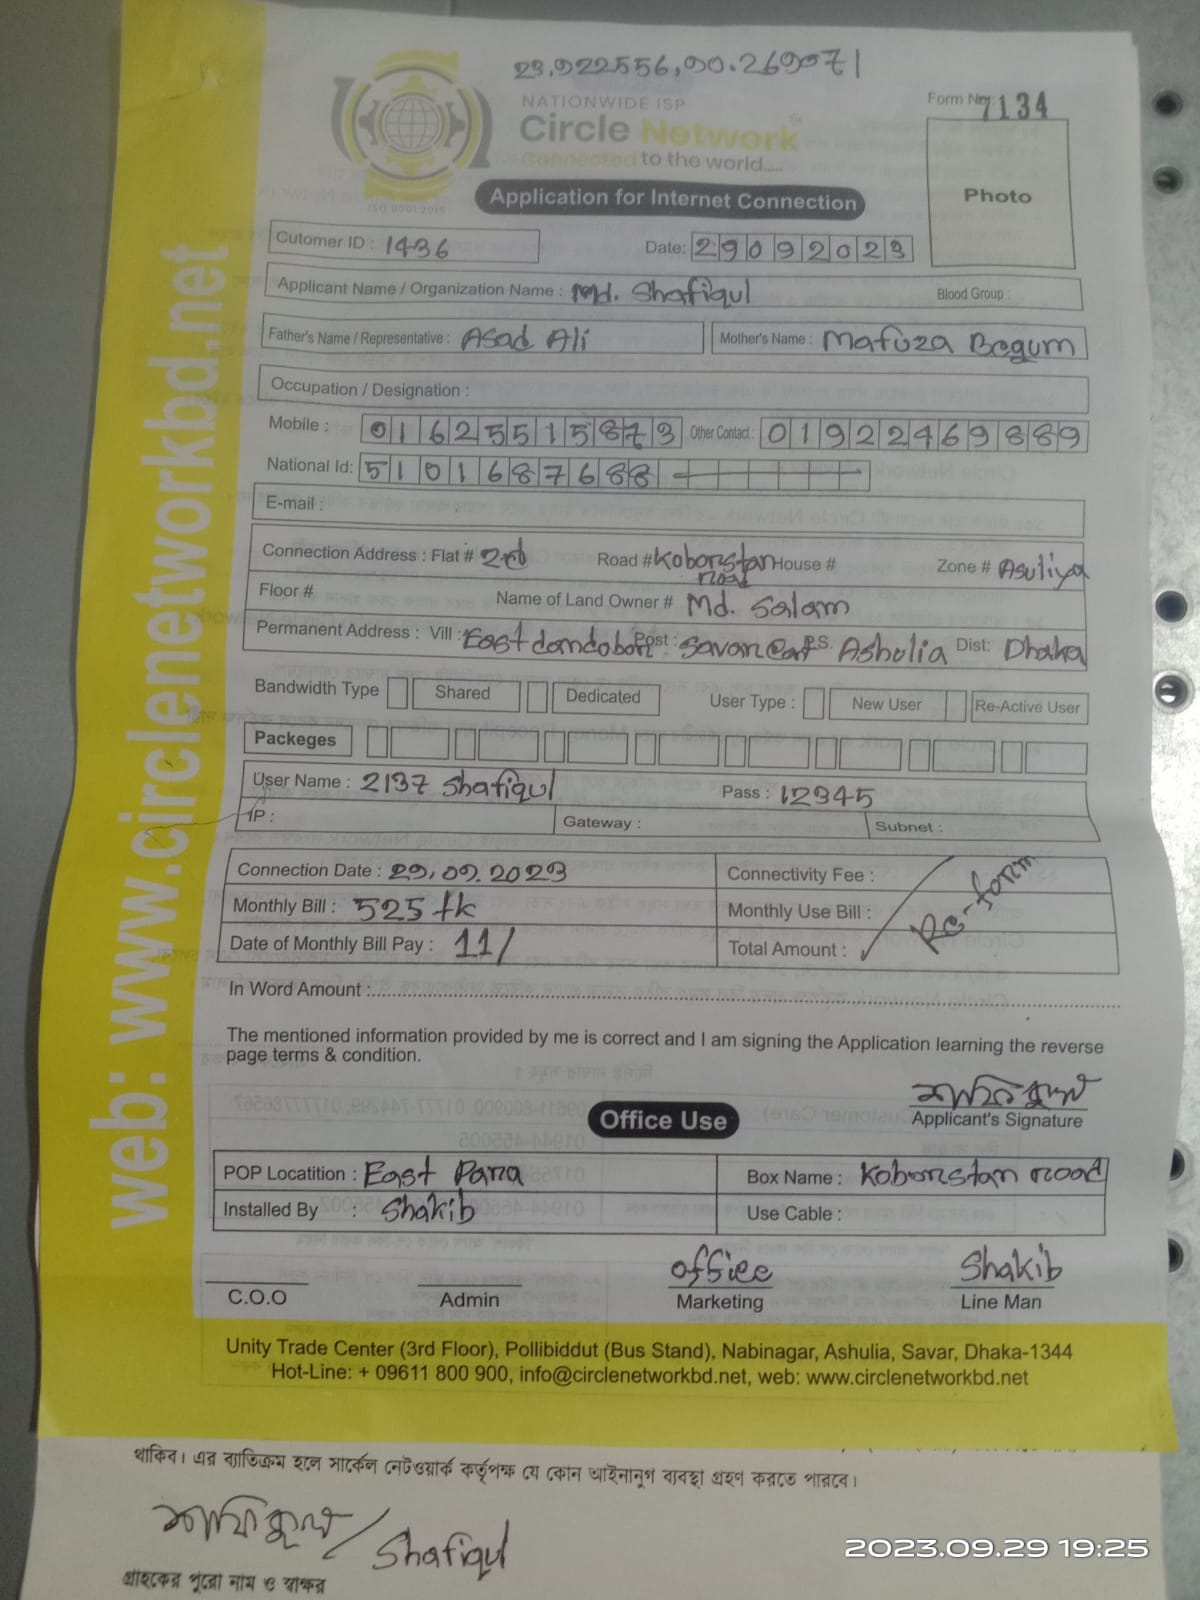 23.922556,90.269071
NATIONWIDE ISP
Form No: 7134
Circle Network
Connected to the world.....
ISO 9001:2015
Application for Internet Connection
Photo
Cutomer ID : 1436
Date: 29092023
Applicant Name / Organization Name : Md. Shafiqul
Blood Group :
Father's Name / Representative : Asad Ali
Mother's Name : Mafuza Begum
Occupation / Designation :
Mobile : 01625515873 Other Contact : 01922469889
National Id: 5101687688
E-mail :
Connection Address : Flat # 2nd Road # Koborstan road House # Zone # Asuliya
Floor # Name of Land Owner # Md. Salam
Permanent Address : Vill : East dandabor Post : Savar Cant P.S. Ashulia Dist: Dhaka
Bandwidth Type Shared Dedicated User Type : New User Re-Active User
Packeges
User Name : 2137 Shafiqul Pass : 12345
IP : Gateway : Subnet :
Connection Date : 29.09.2023 Connectivity Fee :
Monthly Bill : 525 tk Monthly Use Bill : Re-form
Date of Monthly Bill Pay : 11/ Total Amount :
In Word Amount :
The mentioned information provided by me is correct and I am signing the Application learning the reverse
page terms & condition.
শফিকুল
Applicant's Signature
Office Use
POP Locatition : East Para Box Name : Koborstan road
Installed By : Shakib Use Cable :
office Shakib
C.O.O Admin Marketing Line Man
Unity Trade Center (3rd Floor), Pollibiddut (Bus Stand), Nabinagar, Ashulia, Savar, Dhaka-1344
Hot-Line: + 09611 800 900, info@circlenetworkbd.net, web: www.circlenetworkbd.net
web: www.circlenetworkbd.net
থাকিব। এর ব্যাতিক্রম হলে সার্কেল নেটওয়ার্ক কর্তৃপক্ষ যে কোন আইনানুগ ব্যবস্থা গ্রহণ করতে পারবে।
শফিকুল / Shafiqul
গ্রাহকের পুরো নাম ও স্বাক্ষর
2023.09.29 19:25